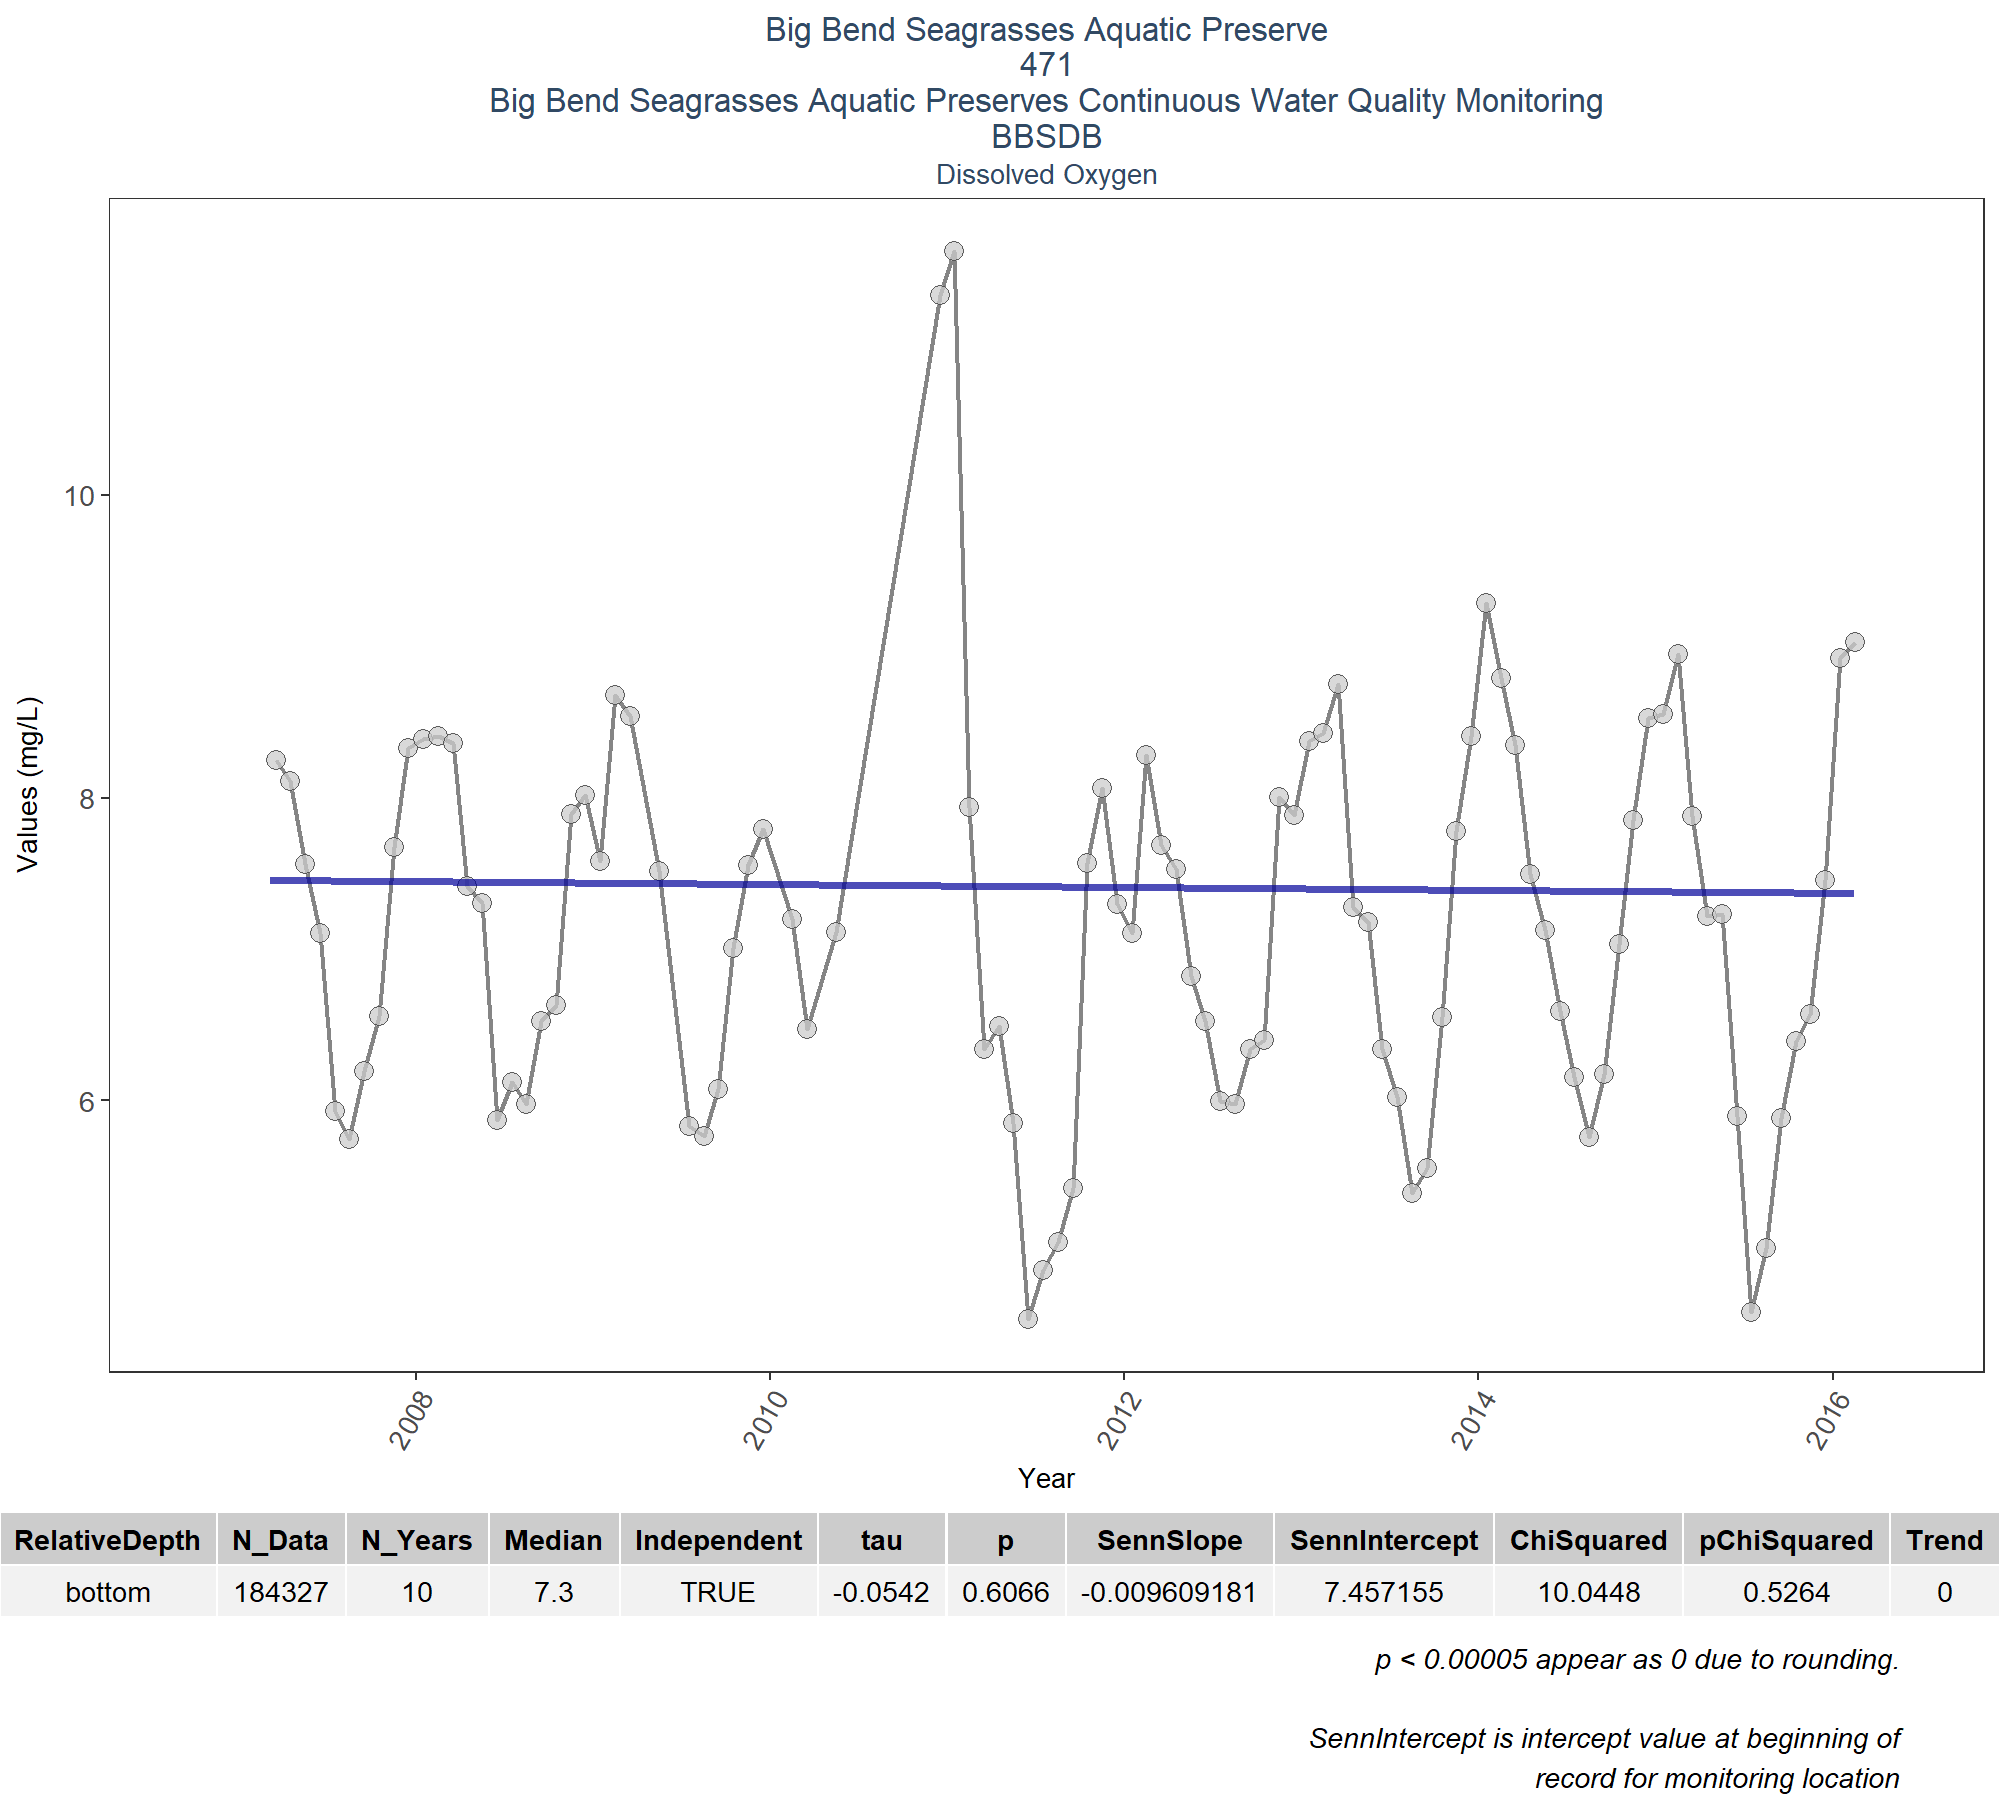 Big Bend Seagrasses Aquatic Preserve
471
Big Bend Seagrasses Aquatic Preserves Continuous Water Quality Monitoring
BBSDB
Dissolved Oxygen
Values (mg/L)
10
8
6
2008 2010 2012 2014 2016
Year
RelativeDepth N_Data N_Years Median Independent tau p SennSlope SennIntercept ChiSquared pChiSquared Trend
bottom 184327 10 7.3 TRUE -0.0542 0.6066 -0.009609181 7.457155 10.0448 0.5264 0
p < 0.00005 appear as 0 due to rounding.
SennIntercept is intercept value at beginning of
record for monitoring location